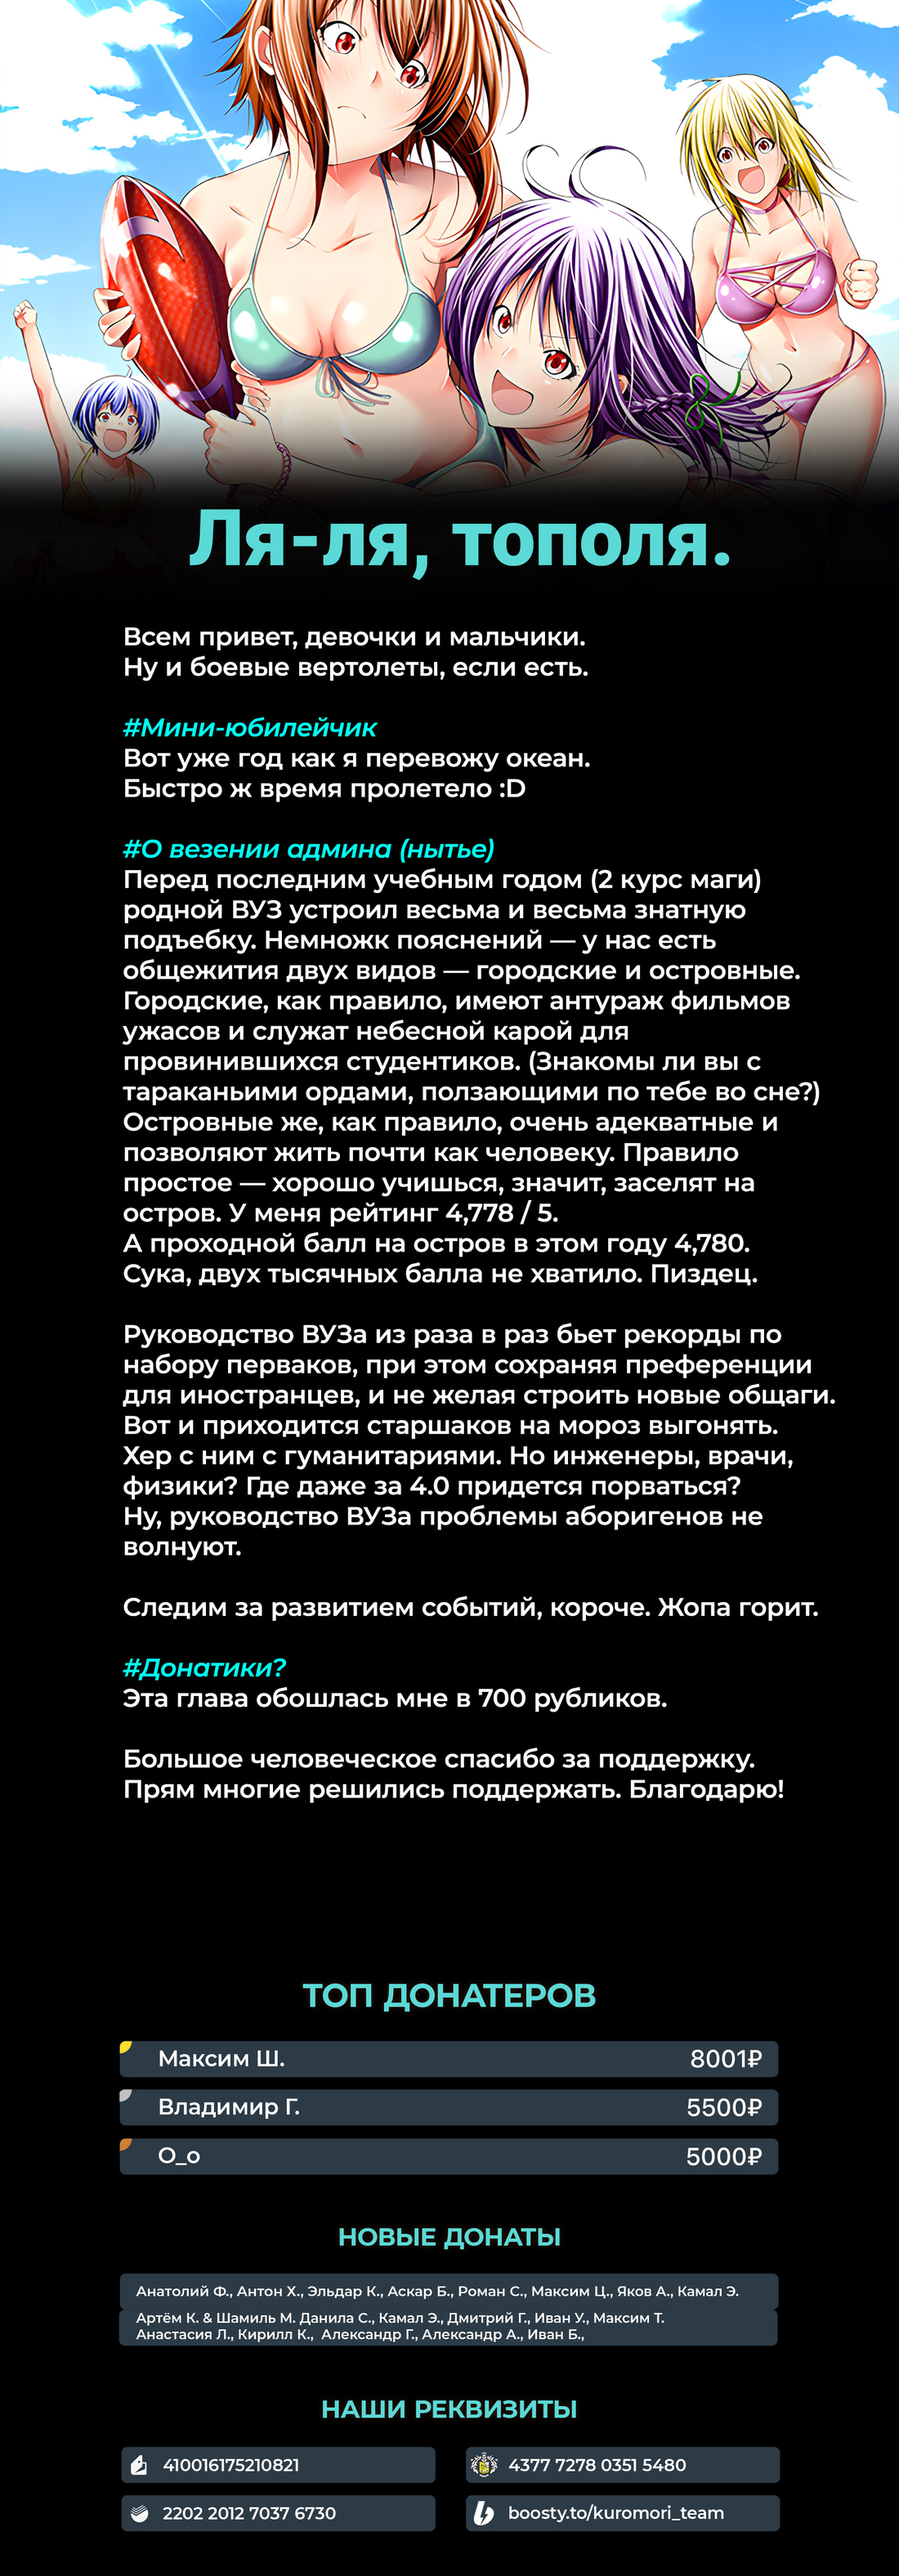 Ля-ля, тополя.
Всем привет, девочки и мальчики.
Ну и боевые вертолеты, если есть.
#Мини-юбилейчик
Вот уже год как я перевожу океан.
Быстро ж время пролетело :D
#О везении админа (нытье)
Перед последним учебным годом (2 курс маги)
родной ВУЗ устроил весьма и весьма знатную
подъебку. Немножк пояснений — у нас есть
общежития двух видов — городские и островные.
Городские, как правило, имеют антураж фильмов
ужасов и служат небесной карой для
провинившихся студентиков. (Знакомы ли вы с
тараканьими ордами, ползающими по тебе во сне?)
Островные же, как правило, очень адекватные и
позволяют жить почти как человеку. Правило
простое — хорошо учишься, значит, заселят на
остров. У меня рейтинг 4,778 / 5.
А проходной балл на остров в этом году 4,780.
Сука, двух тысячных балла не хватило. Пиздец.
Руководство ВУЗа из раза в раз бьет рекорды по
набору перваков, при этом сохраняя преференции
для иностранцев, и не желая строить новые общаги.
Вот и приходится старшаков на мороз выгонять.
Хер с ним с гуманитариями. Но инженеры, врачи,
физики? Где даже за 4.0 придется порваться?
Ну, руководство ВУЗа проблемы аборигенов не
волнуют.
Следим за развитием событий, короче. Жопа горит.
#Донатики?
Эта глава обошлась мне в 700 рубликов.
Большое человеческое спасибо за поддержку.
Прям многие решились поддержать. Благодарю!
ТОП ДОНАТЕРОВ
Максим Ш. 8001₽
Владимир Г. 5500₽
O_o 5000₽
НОВЫЕ ДОНАТЫ
Анатолий Ф., Антон Х., Эльдар К., Аскар Б., Роман С., Максим Ц., Яков А., Камал Э.
Артём К. & Шамиль М. Данила С., Камал Э., Дмитрий Г., Иван У., Максим Т.
Анастасия Л., Кирилл К.,  Александр Г., Александр А., Иван Б.,
НАШИ РЕКВИЗИТЫ
410016175210821
4377 7278 0351 5480
2202 2012 7037 6730
boosty.to/kuromori_team